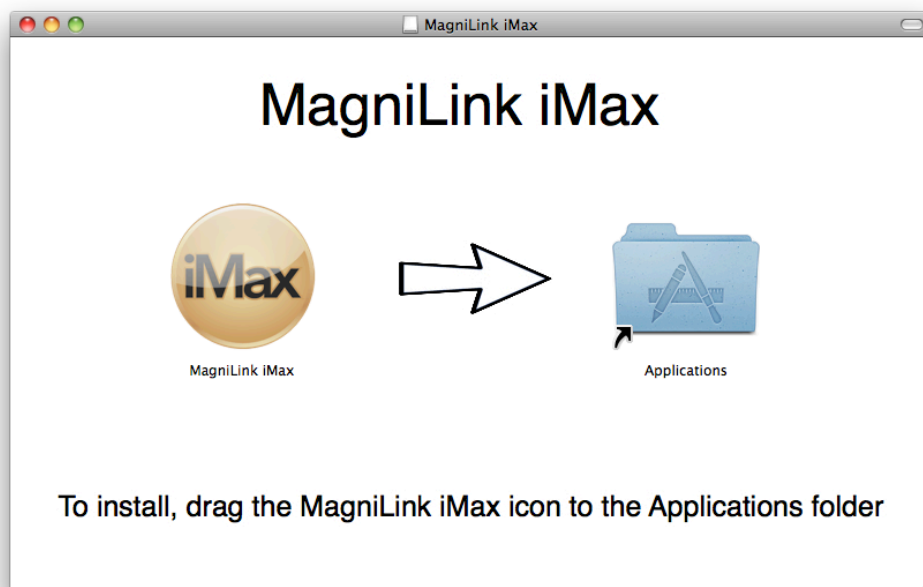 MagniLink iMax
MagniLink iMax
iMax
MagniLink iMax
Applications
To install, drag the MagniLink iMax icon to the Applications folder